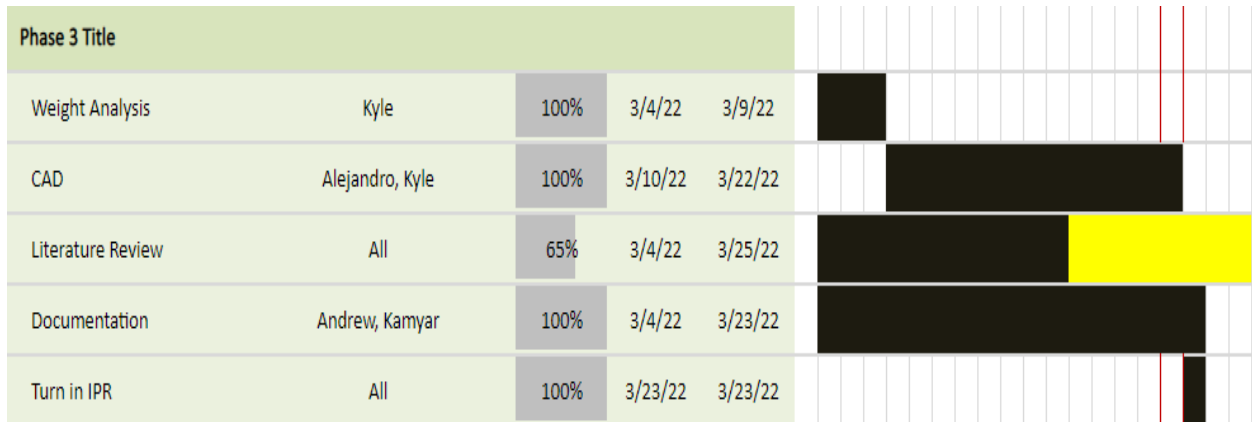 Phase 3 Title
Weight Analysis Kyle 100% 3/4/22 3/9/22
CAD Alejandro, Kyle 100% 3/10/22 3/22/22
Literature Review All 65% 3/4/22 3/25/22
Documentation Andrew, Kamyar 100% 3/4/22 3/23/22
Turn in IPR All 100% 3/23/22 3/23/22